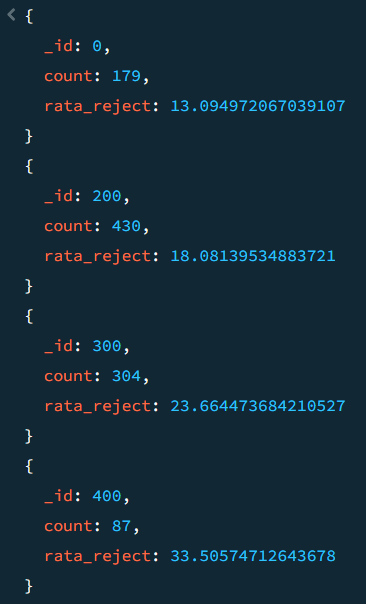 {
_id: 0,
count: 179,
rata_reject: 13.094972067039107
}
{
_id: 200,
count: 430,
rata_reject: 18.08139534883721
}
{
_id: 300,
count: 304,
rata_reject: 23.664473684210527
}
{
_id: 400,
count: 87,
rata_reject: 33.50574712643678
}